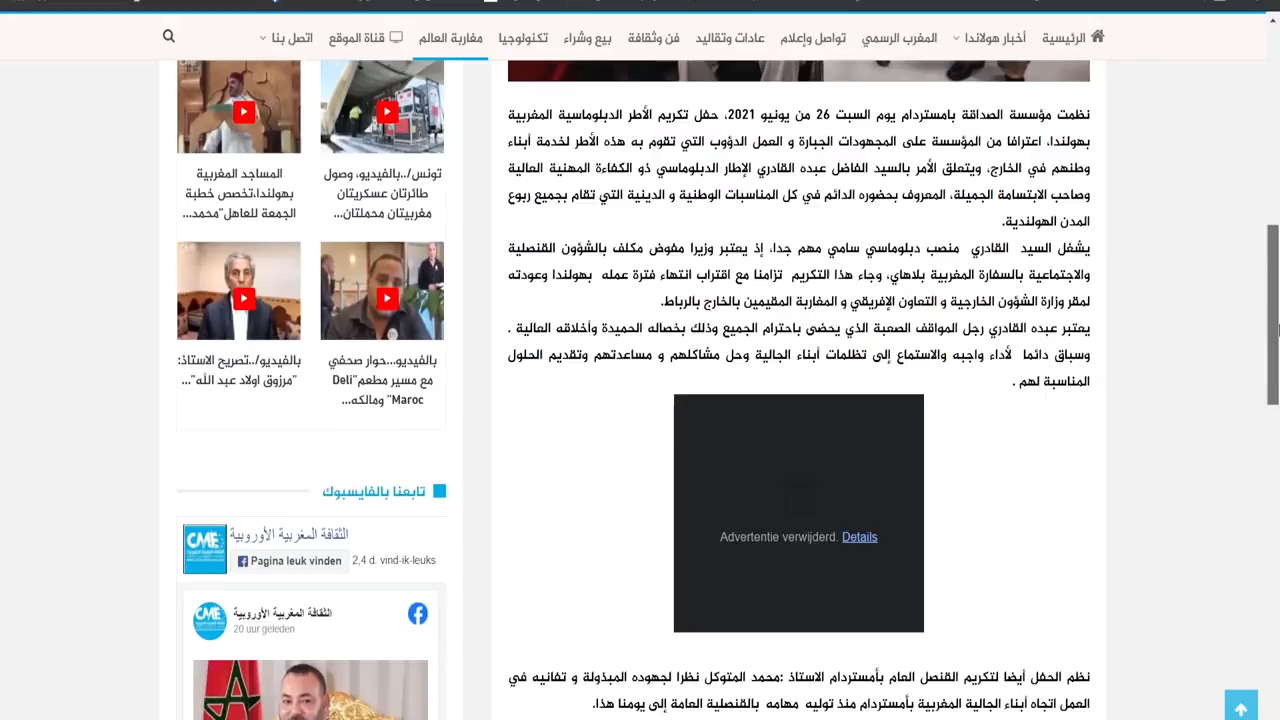 الرئيسية
أخبار هولاندا
المغرب الرسمي
تواصل وإعلام
عادات وتقاليد
فن وثقافة
بيع وشراء
تكنولوجيا
مغاربة العالم
قناة الموقع
اتصل بنا
نظمت مؤسسة الصداقة بامستردام يوم السبت 26 من يونيو 2021، حفل تكريم الأطر الدبلوماسية المغربية
بهولندا، اعترافا من المؤسسة على المجهودات الجبارة و العمل الدؤوب التي تقوم به هذه الأطر لخدمة أبناء
وطنهم في الخارج، ويتعلق الأمر بالسيد الفاضل عبده القادري الإطار الدبلوماسي ذو الكفاءة المهنية العالية
وصاحب الابتسامة الجميلة، المعروف بحضوره الدائم في كل المناسبات الوطنية و الدينية التي تقام بجميع ربوع
المدن الهولندية.
يشغل السيد القادري منصب دبلوماسي سامي مهم جدا، إذ يعتبر وزيرا مفوض مكلف بالشؤون القنصلية
والاجتماعية بالسفارة المغربية بلاهاي، وجاء هذا التكريم تزامنا مع اقتراب انتهاء فترة عمله بهولندا وعودته
لمقر وزارة الشؤون الخارجية و التعاون الإفريقي و المغاربة المقيمين بالخارج بالرباط.
يعتبر عبده القادري رجل المواقف الصعبة الذي يحضى باحترام الجميع وذلك بخصاله الحميدة وأخلاقه العالية .
وسباق دائما لأداء واجبه والاستماع إلى تظلمات أبناء الجالية وحل مشاكلهم و مساعدتهم وتقديم الحلول
المناسبة لهم .
Advertentie verwijderd. Details
نظم الحفل أيضا لتكريم القنصل العام بأمستردام الاستاذ :محمد المتوكل نظرا لجهوده المبذولة و تفانيه في
العمل اتجاه أبناء الجالية المغربية بأمستردام منذ توليه مهامه بالقنصلية العامة إلى يومنا هذا.
تونس/..بالفيديو، وصول
طائرتان عسكريتان
مغربيتان محملتان...
المساجد المغربية
بهولندا،تخصص خطبة
الجمعة للعاهل"محمد...
بالفيديو...حوار صحفي
مع مسير مطعم"Deli
Maroc" ومالكه...
بالفيديو/..تصريح الاستاذ:
"مرزوق اولاد عبد الله"...
تابعنا بالفايسبوك
CME
الثقافة المغربية الأوروبية
Pagina leuk vinden
2,4 d. vind-ik-leuks
CME
الثقافة المغربية الأوروبية
20 uur geleden